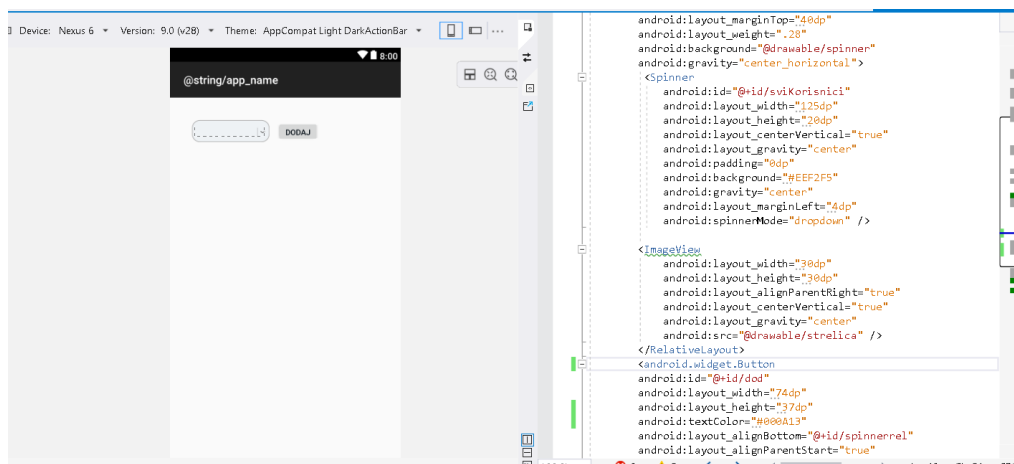 Device: Nexus 6 Version: 9.0 (v28) Theme: AppCompat Light DarkActionBar ...
8:00
@string/app_name
DODAJ
android:layout_marginTop="40dp"
android:layout_weight=".28"
android:background="@drawable/spinner"
android:gravity="center_horizontal">
<Spinner
android:id="@+id/sviKorisnici"
android:layout_width="125dp"
android:layout_height="20dp"
android:layout_centerVertical="true"
android:layout_gravity="center"
android:padding="0dp"
android:background="#EEF2F5"
android:gravity="center"
android:layout_marginLeft="4dp"
android:spinnerMode="dropdown" />
<ImageView
android:layout_width="30dp"
android:layout_height="30dp"
android:layout_alignParentRight="true"
android:layout_centerVertical="true"
android:layout_gravity="center"
android:src="@drawable/strelica" />
</RelativeLayout>
<android.widget.Button
android:id="@+id/dod"
android:layout_width="74dp"
android:layout_height="37dp"
android:textColor="#000A13"
android:layout_alignBottom="@+id/spinnerrel"
android:layout_alignParentStart="true"